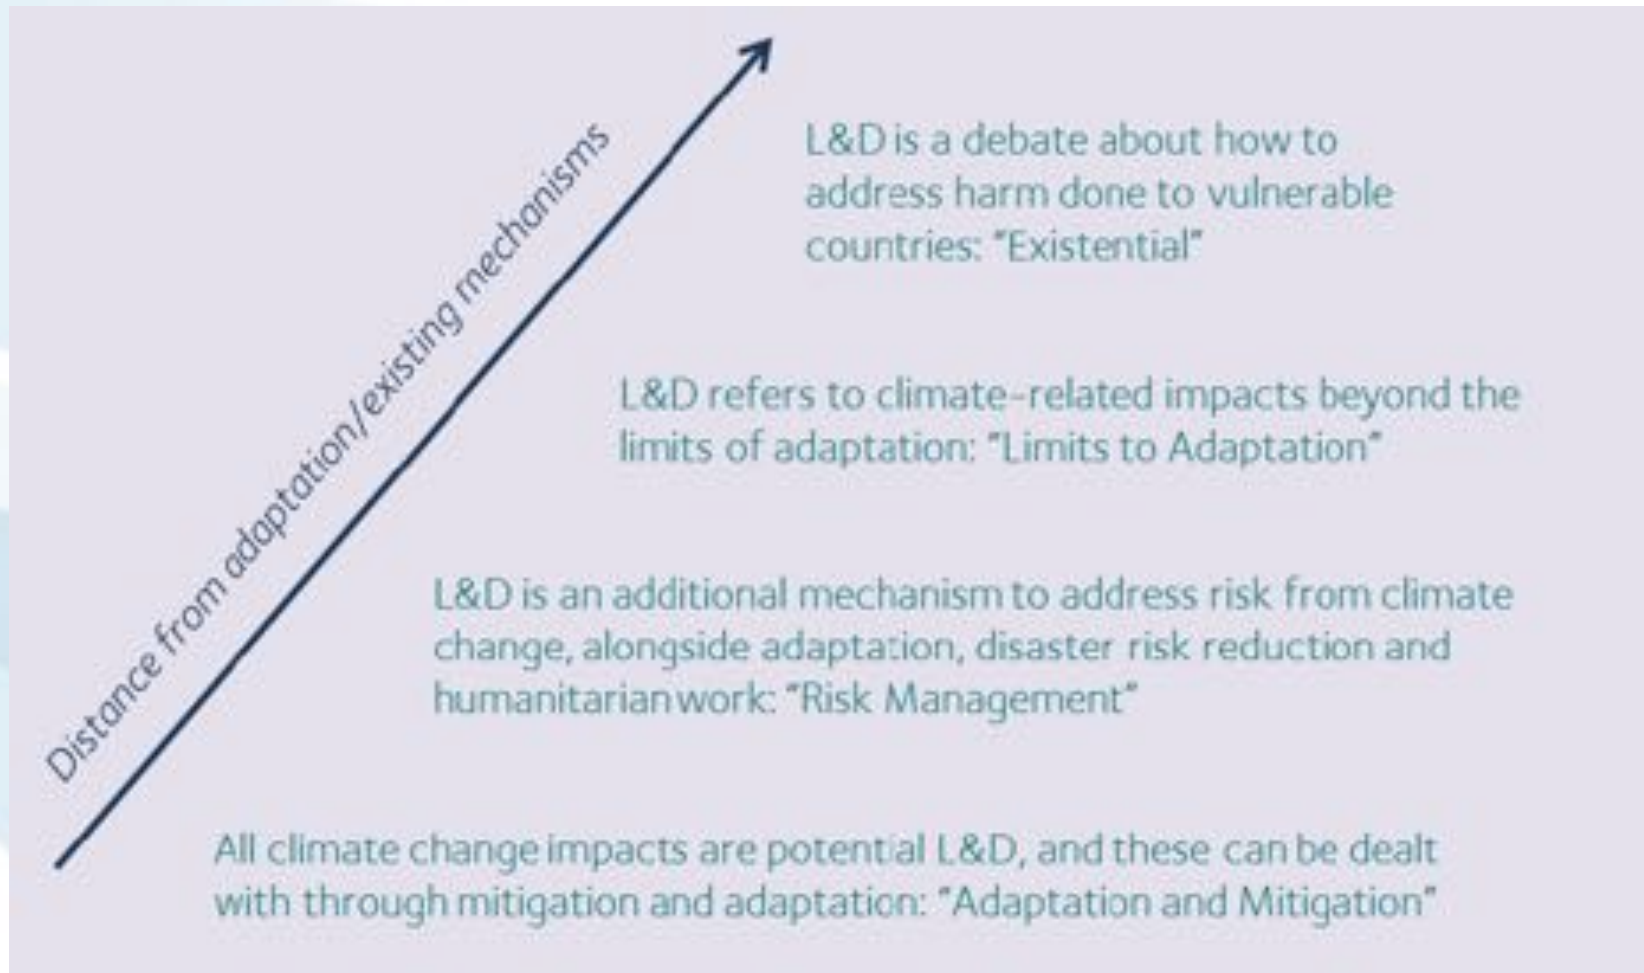 Distance from adaptation/existing mechanisms
L&D is a debate about how to
address harm done to vulnerable
countries: "Existential"
L&D refers to climate-related impacts beyond the
limits of adaptation: "Limits to Adaptation"
L&D is an additional mechanism to address risk from climate
change, alongside adaptation, disaster risk reduction and
humanitarian work: "Risk Management"
All climate change impacts are potential L&D, and these can be dealt
with through mitigation and adaptation: "Adaptation and Mitigation"